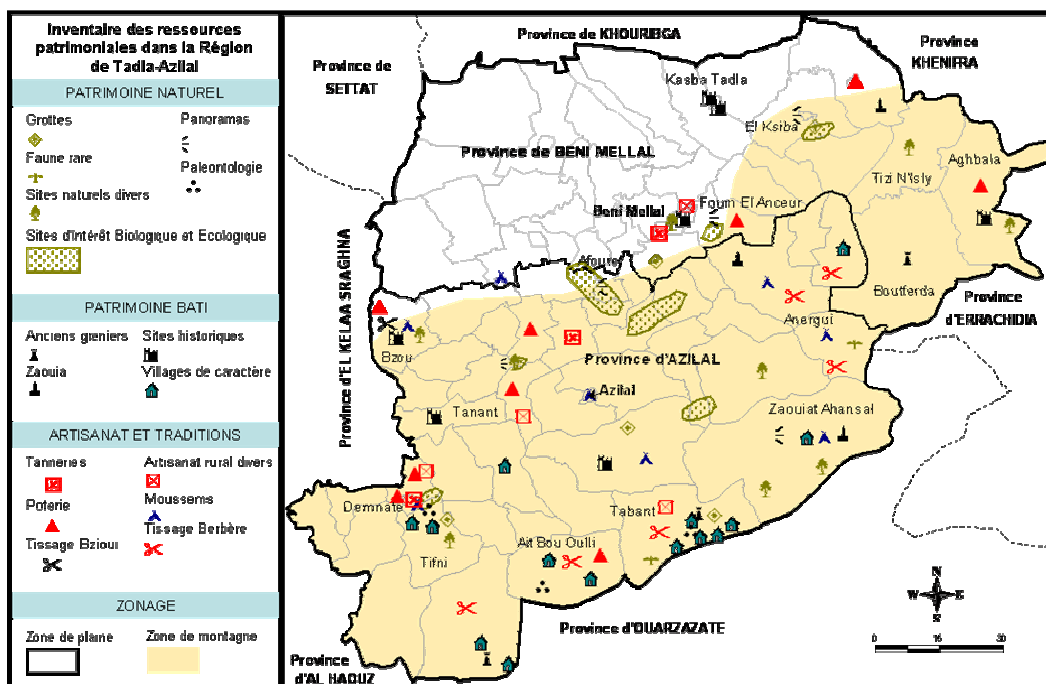 Inventaire des ressources
patrimoniales dans la Région
de Tadla-Azilal
PATRIMOINE NATUREL
Grottes
Panoramas
Faune rare
Paleontologie
Sites naturels divers
Sites d'intérêt Biologique et Ecologique
PATRIMOINE BATI
Anciens greniers
Sites historiques
Zaouia
Villages de caractère
ARTISANAT ET TRADITIONS
Tanneries
Artisanat rural divers
Poterie
Moussems
Tissage Bzioui
Tissage Berbère
ZONAGE
Zone de plaine
Zone de montagne
Province de KHOURIBGA
Province
KHENIFRA
Province de
SETTAT
Kasba Tadla
El Ksiba
Province de BENI MELLAL
Aghbala
Tizi N'Isly
Beni Mellal
Foum El Anceur
Afourer
Province d'EL KELAA SRAGHNA
Boutferda
Province
d'ERRACHIDIA
Anergui
Bzou
Province d'AZILAL
Azilal
Tanant
Zaouiat Ahansal
Demnate
Tabant
Ait Bou Oulli
Tifni
N
W
E
S
Province d'OUARZAZATE
0
15
30
Province
d'AL HAOUZ